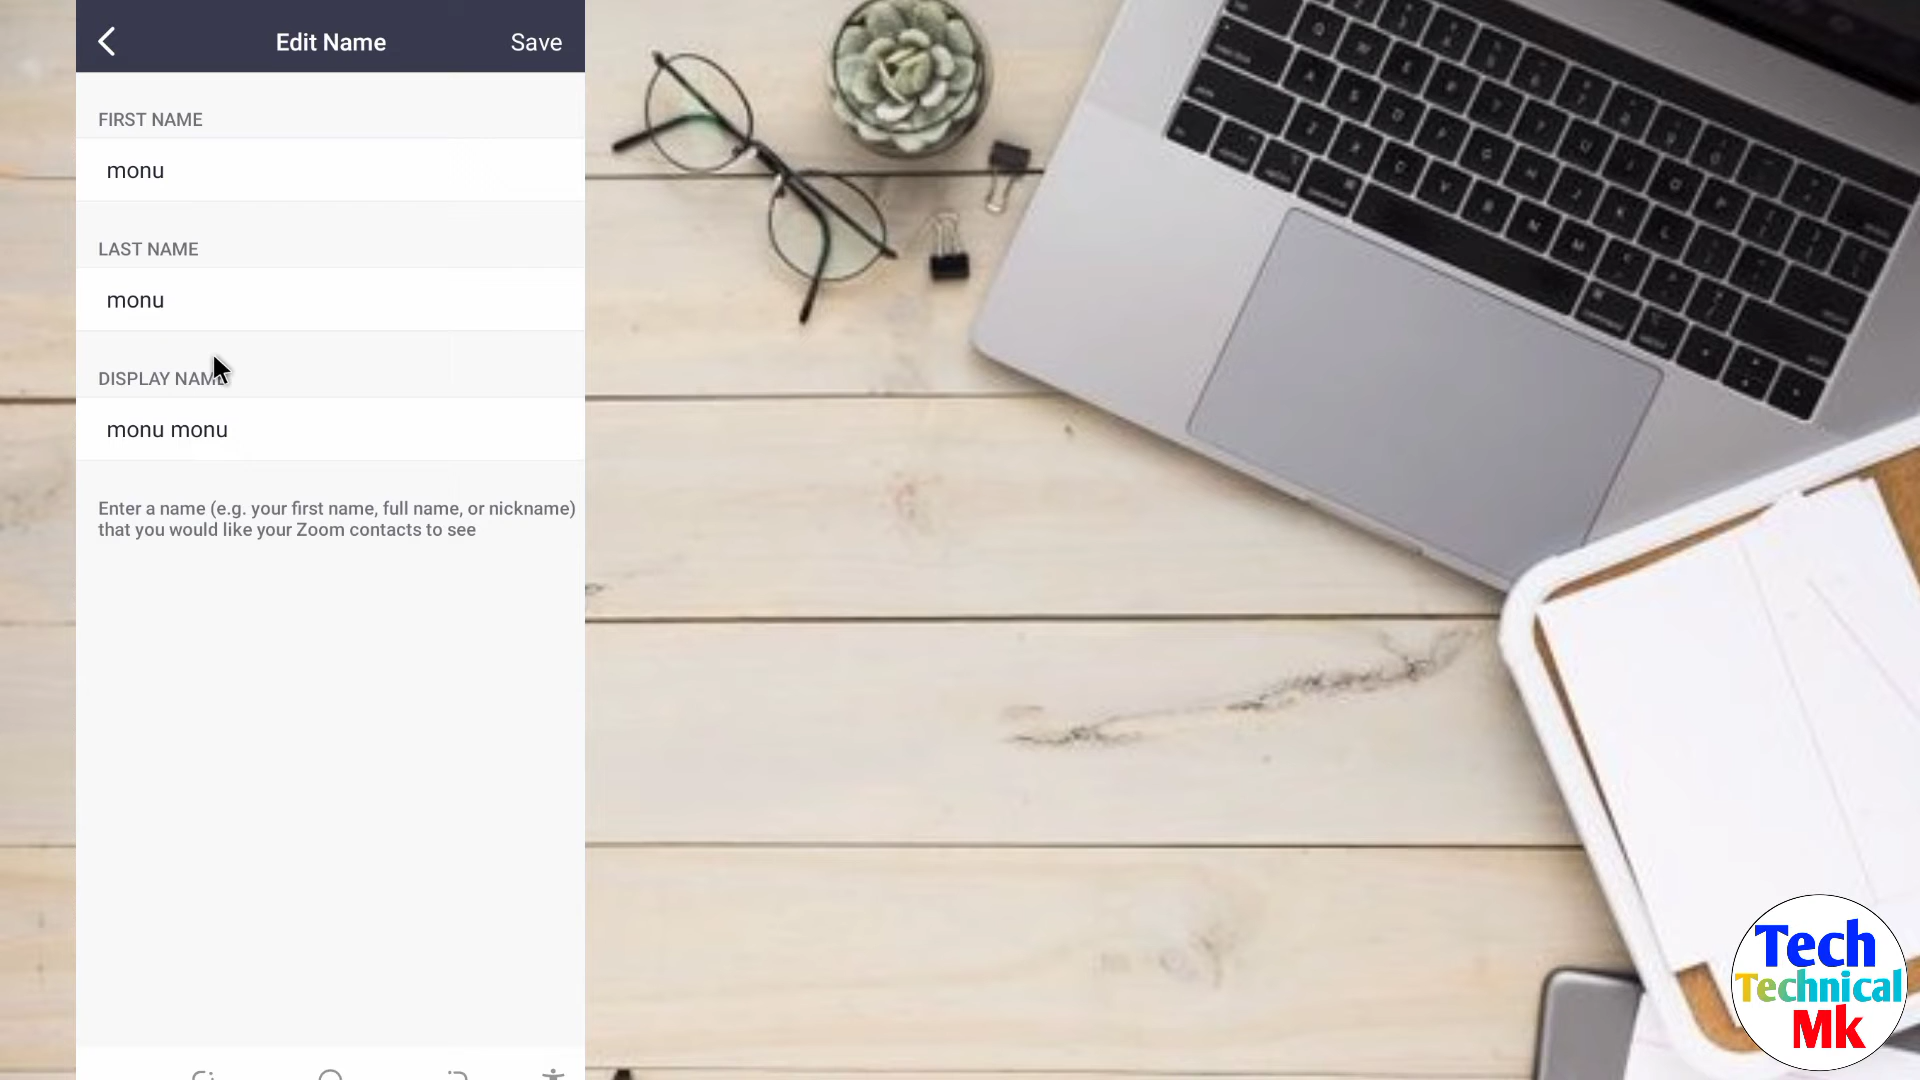 Edit Name
Save
FIRST NAME
monu
LAST NAME
monu
DISPLAY NAME
monu monu
Enter a name (e.g. your first name, full name, or nickname)
that you would like your Zoom contacts to see
Tech
Technical
Mk